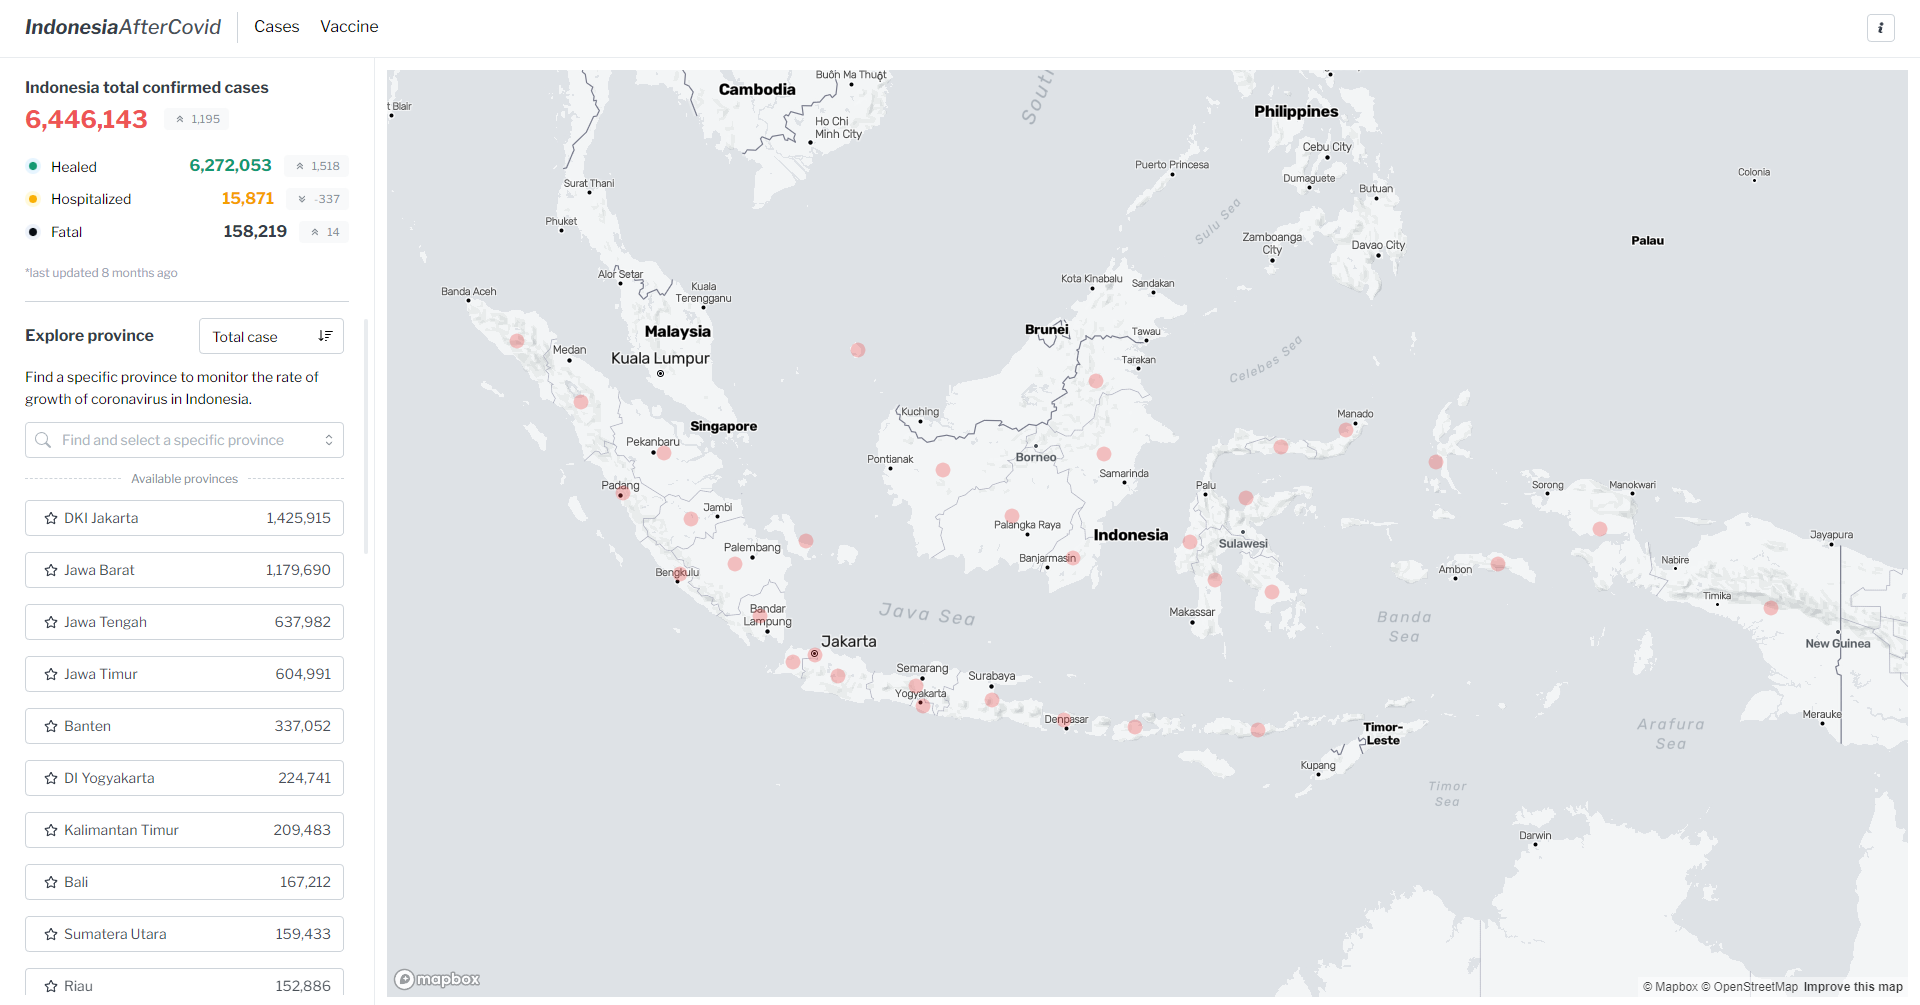 IndonesiaAfterCovid
Cases
Vaccine
i
Indonesia total confirmed cases
6,446,143
1,195
Healed
6,272,053
1,518
Hospitalized
15,871
-337
Fatal
158,219
14
*last updated 8 months ago
Explore province
Total case
Find a specific province to monitor the rate of
growth of coronavirus in Indonesia.
Find and select a specific province
Available provinces
DKI Jakarta
1,425,915
Jawa Barat
1,179,690
Jawa Tengah
637,982
Jawa Timur
604,991
Banten
337,052
DI Yogyakarta
224,741
Kalimantan Timur
209,483
Bali
167,212
Sumatera Utara
159,433
Riau
152,886
Buôn Ma Thuột
Cambodia
t Blair
South
Philippines
Ho Chi
Minh City
Cebu City
Puerto Princesa
Colonia
Dumaguete
Surat Thani
Butuan
Phuket
Sulu Sea
Zamboanga
City
Davao City
Palau
Alor Setar
Kota Kinabalu
Sandakan
Kuala
Terengganu
Banda Aceh
Malaysia
Brunei
Tawau
Medan
Kuala Lumpur
Tarakan
Celebes Sea
Kuching
Manado
Singapore
Pekanbaru
Pontianak
Borneo
Samarinda
Padang
Palu
Sorong
Manokwari
Jambi
Palangka Raya
Indonesia
Sulawesi
Jayapura
Palembang
Banjarmasin
Nabire
Bengkulu
Ambon
Timika
Bandar
Lampung
Java Sea
Makassar
Banda
Sea
Jakarta
New Guinea
Semarang
Surabaya
Yogyakarta
Denpasar
Timor-
Leste
Merauke
Arafura
Sea
Kupang
Timor
Sea
Darwin
mapbox
© Mapbox © OpenStreetMap Improve this map